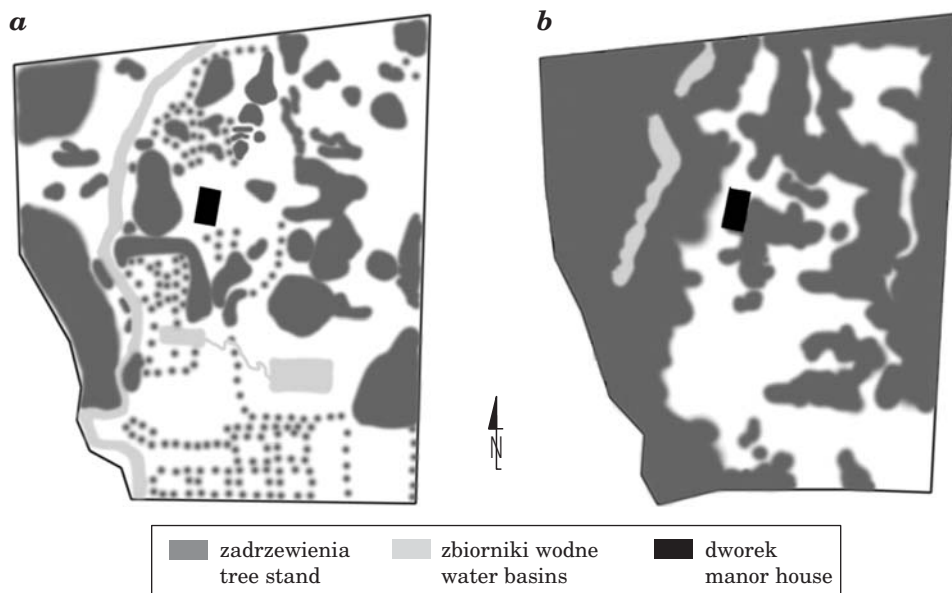 a
b
N
zadrzewienia
tree stand
zbiorniki wodne
water basins
dworek
manor house